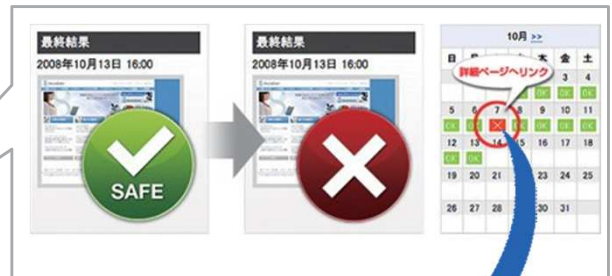 最終結果
2008年10月13日 16:00
SAFE
最終結果
2008年10月13日 16:00
10月 >>
日 木 金 土
詳細ページへリンク
3 4
OK OK OK
5 6 7 8 9 10 11
OK OK OK OK OK OK
12 13 14 15 16 17 18
OK OK
19 20 21 23 24 25
26 27 28 30 31